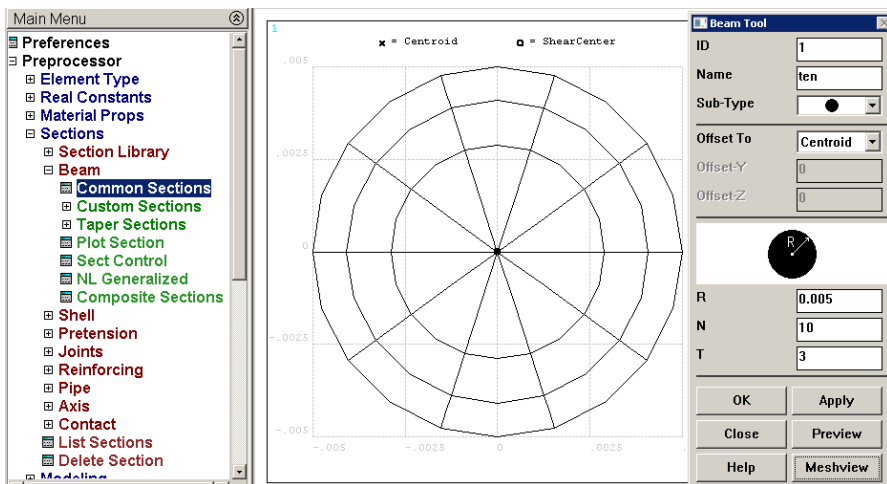 Main Menu
Preferences
Preprocessor
Element Type
Real Constants
Material Props
Sections
Section Library
Beam
Common Sections
Custom Sections
Taper Sections
Plot Section
Sect Control
NL Generalized
Composite Sections
Shell
Pretension
Joints
Reinforcing
Pipe
Axis
Contact
List Sections
Delete Section
Modeling
1
x = Centroid
o = ShearCenter
.005
.0025
0
-.0025
-.005
-.005
-.0025
0
.0025
Beam Tool
ID
1
Name
ten
Sub-Type
Offset To
Centroid
Offset-Y
0
Offset-Z
0
R
R
0.005
N
10
T
3
OK
Apply
Close
Preview
Help
Meshview